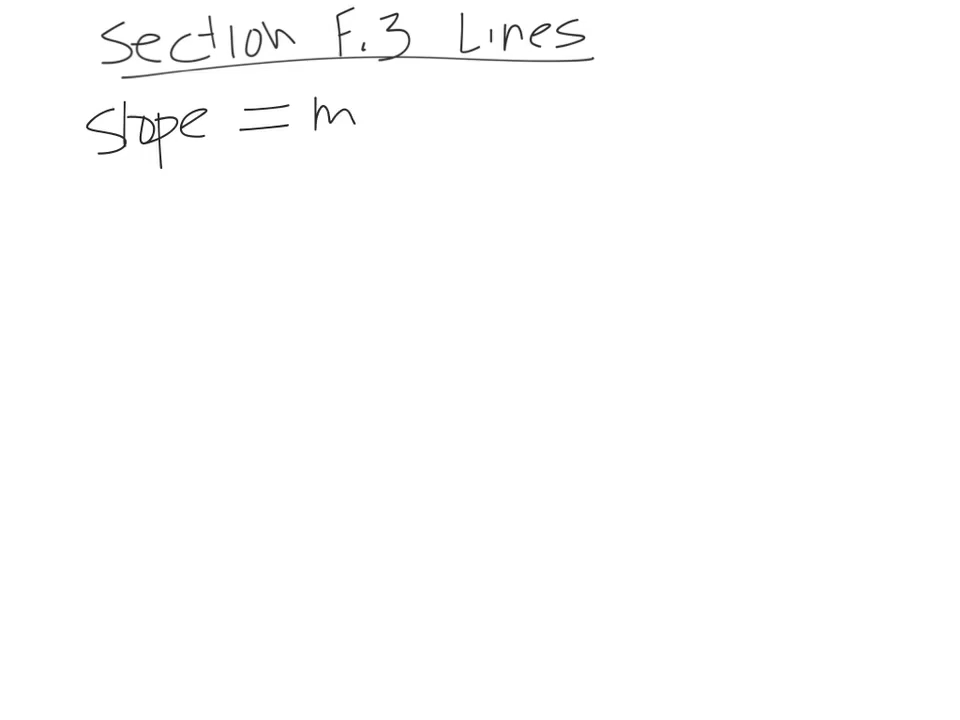 Section F.3 Lines
slope = m